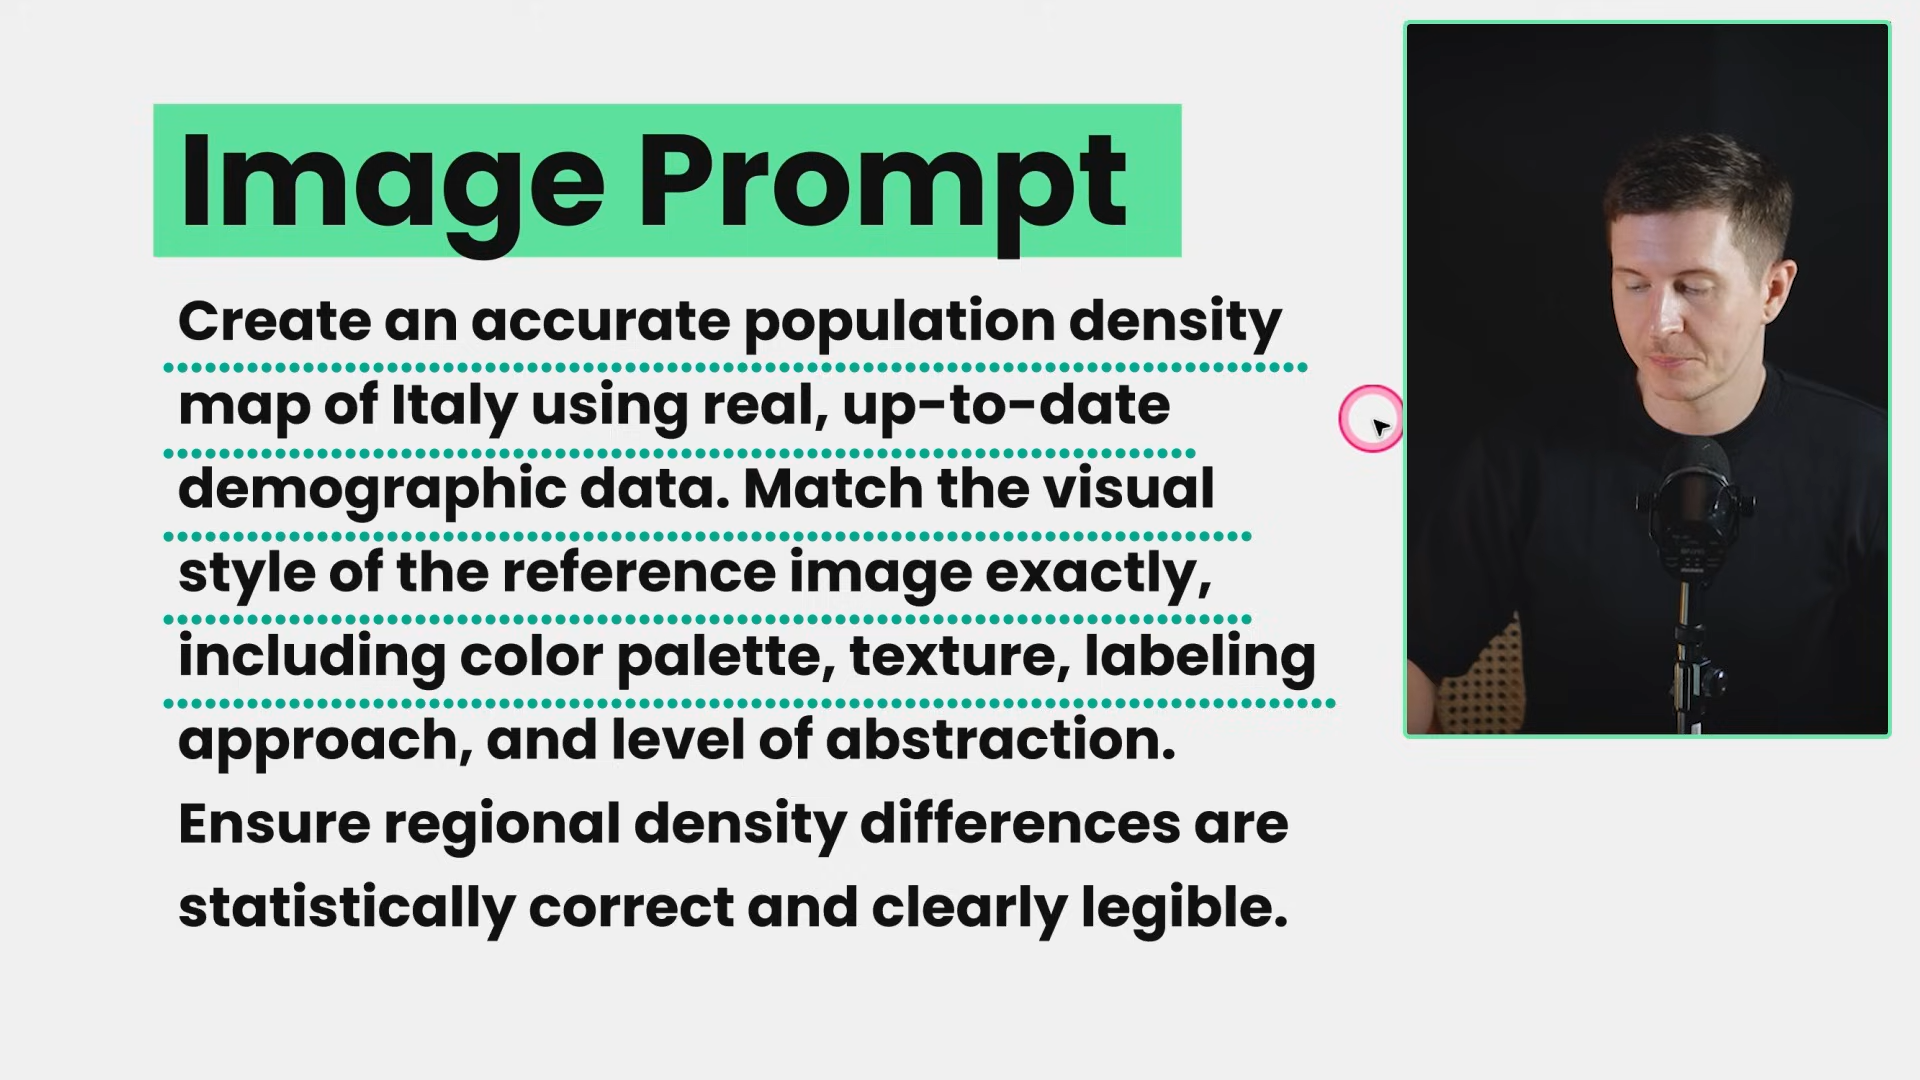 Image Prompt
Create an accurate population density
map of Italy using real, up-to-date
demographic data. Match the visual
style of the reference image exactly,
including color palette, texture, labeling
approach, and level of abstraction.
Ensure regional density differences are
statistically correct and clearly legible.